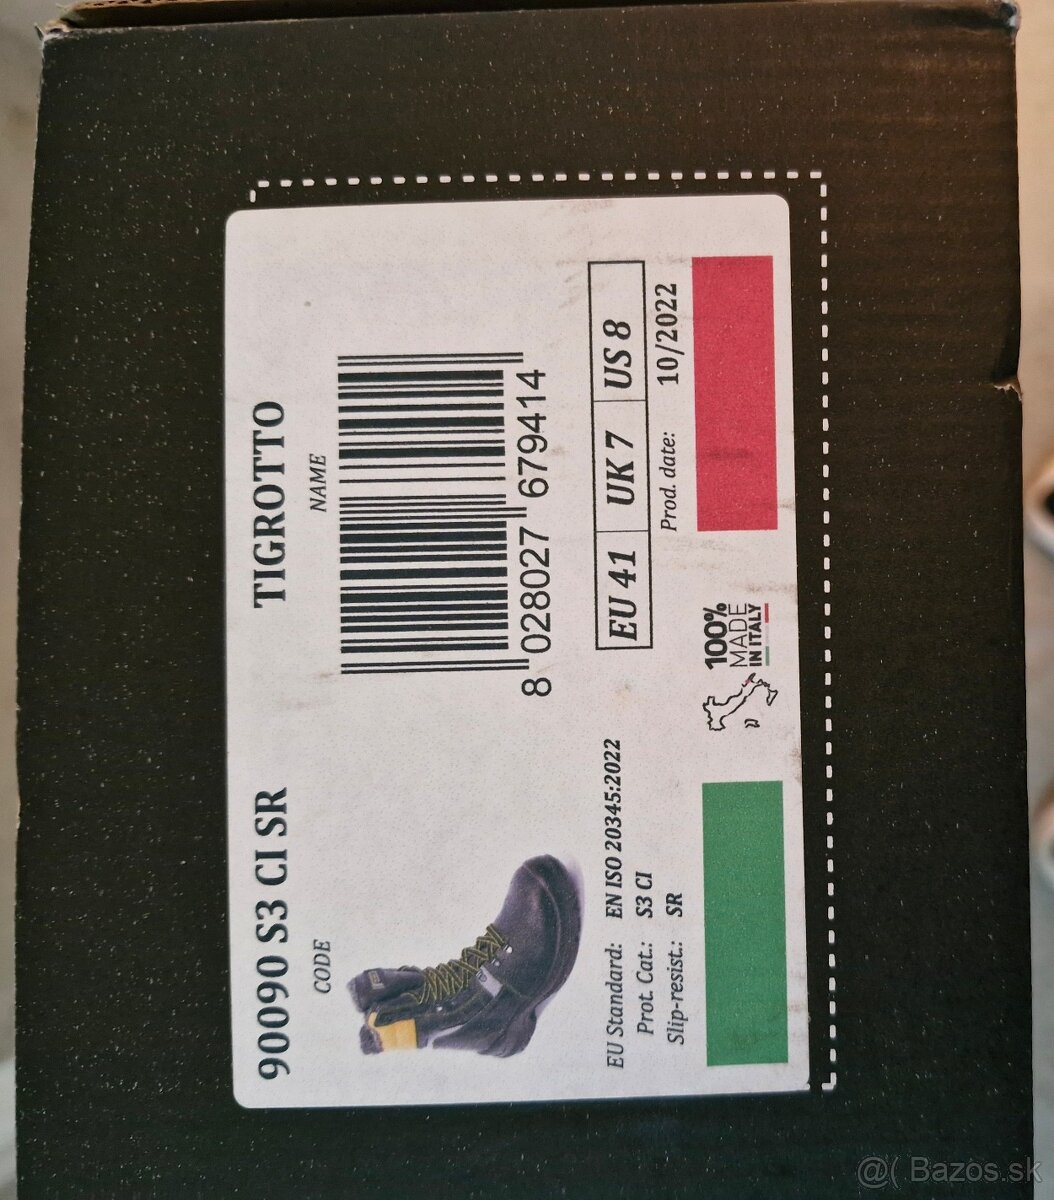 90090 S3 CI SR
TIGROTTO
CODE
NAME
8 028027 679414
EU 41 UK 7 US 8
EU Standard: EN ISO 20345:2022
Prot. Cat.: S3 CI
Slip-resist.: SR
Prod. date: 10/2022
100%
MADE
IN ITALY
@( Bazos.sk